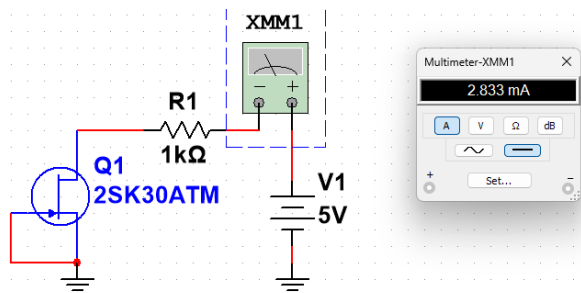 XMM1
R1
1kΩ
Q1
2SK30ATM
V1
5V
Multimeter-XMM1
2.833 mA
A V Ω dB
Set...